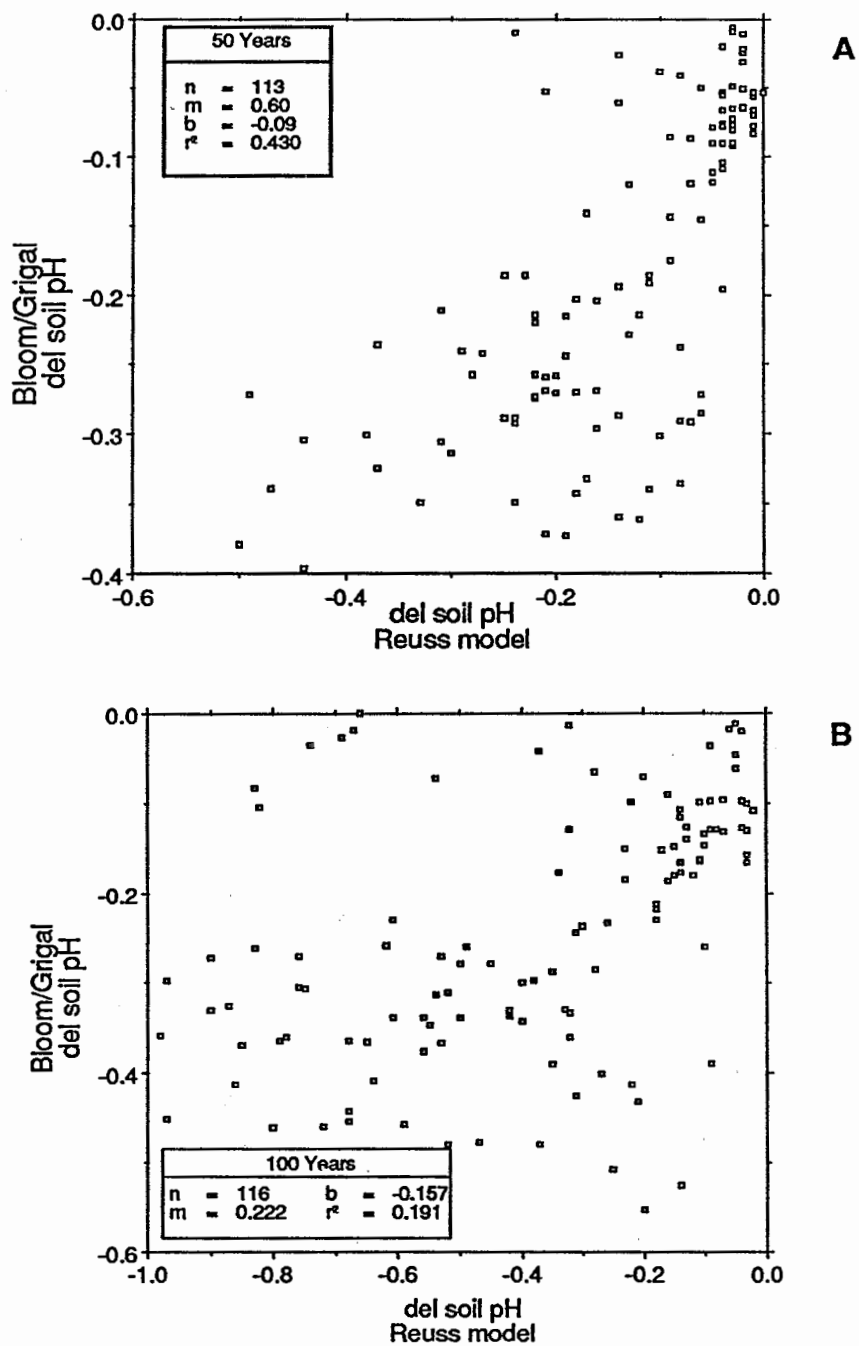 A
50 Years
n = 113
m = 0.60
b = -0.09
r² = 0.430
0.0
-0.1
-0.2
-0.3
-0.4
Bloom/Grigal
del soil pH
-0.6 -0.4 -0.2 0.0
del soil pH
Reuss model
B
0.0
-0.2
-0.4
-0.6
Bloom/Grigal
del soil pH
100 Years
n = 116 b = -0.157
m = 0.222 r² = 0.191
-1.0 -0.8 -0.6 -0.4 -0.2 0.0
del soil pH
Reuss model